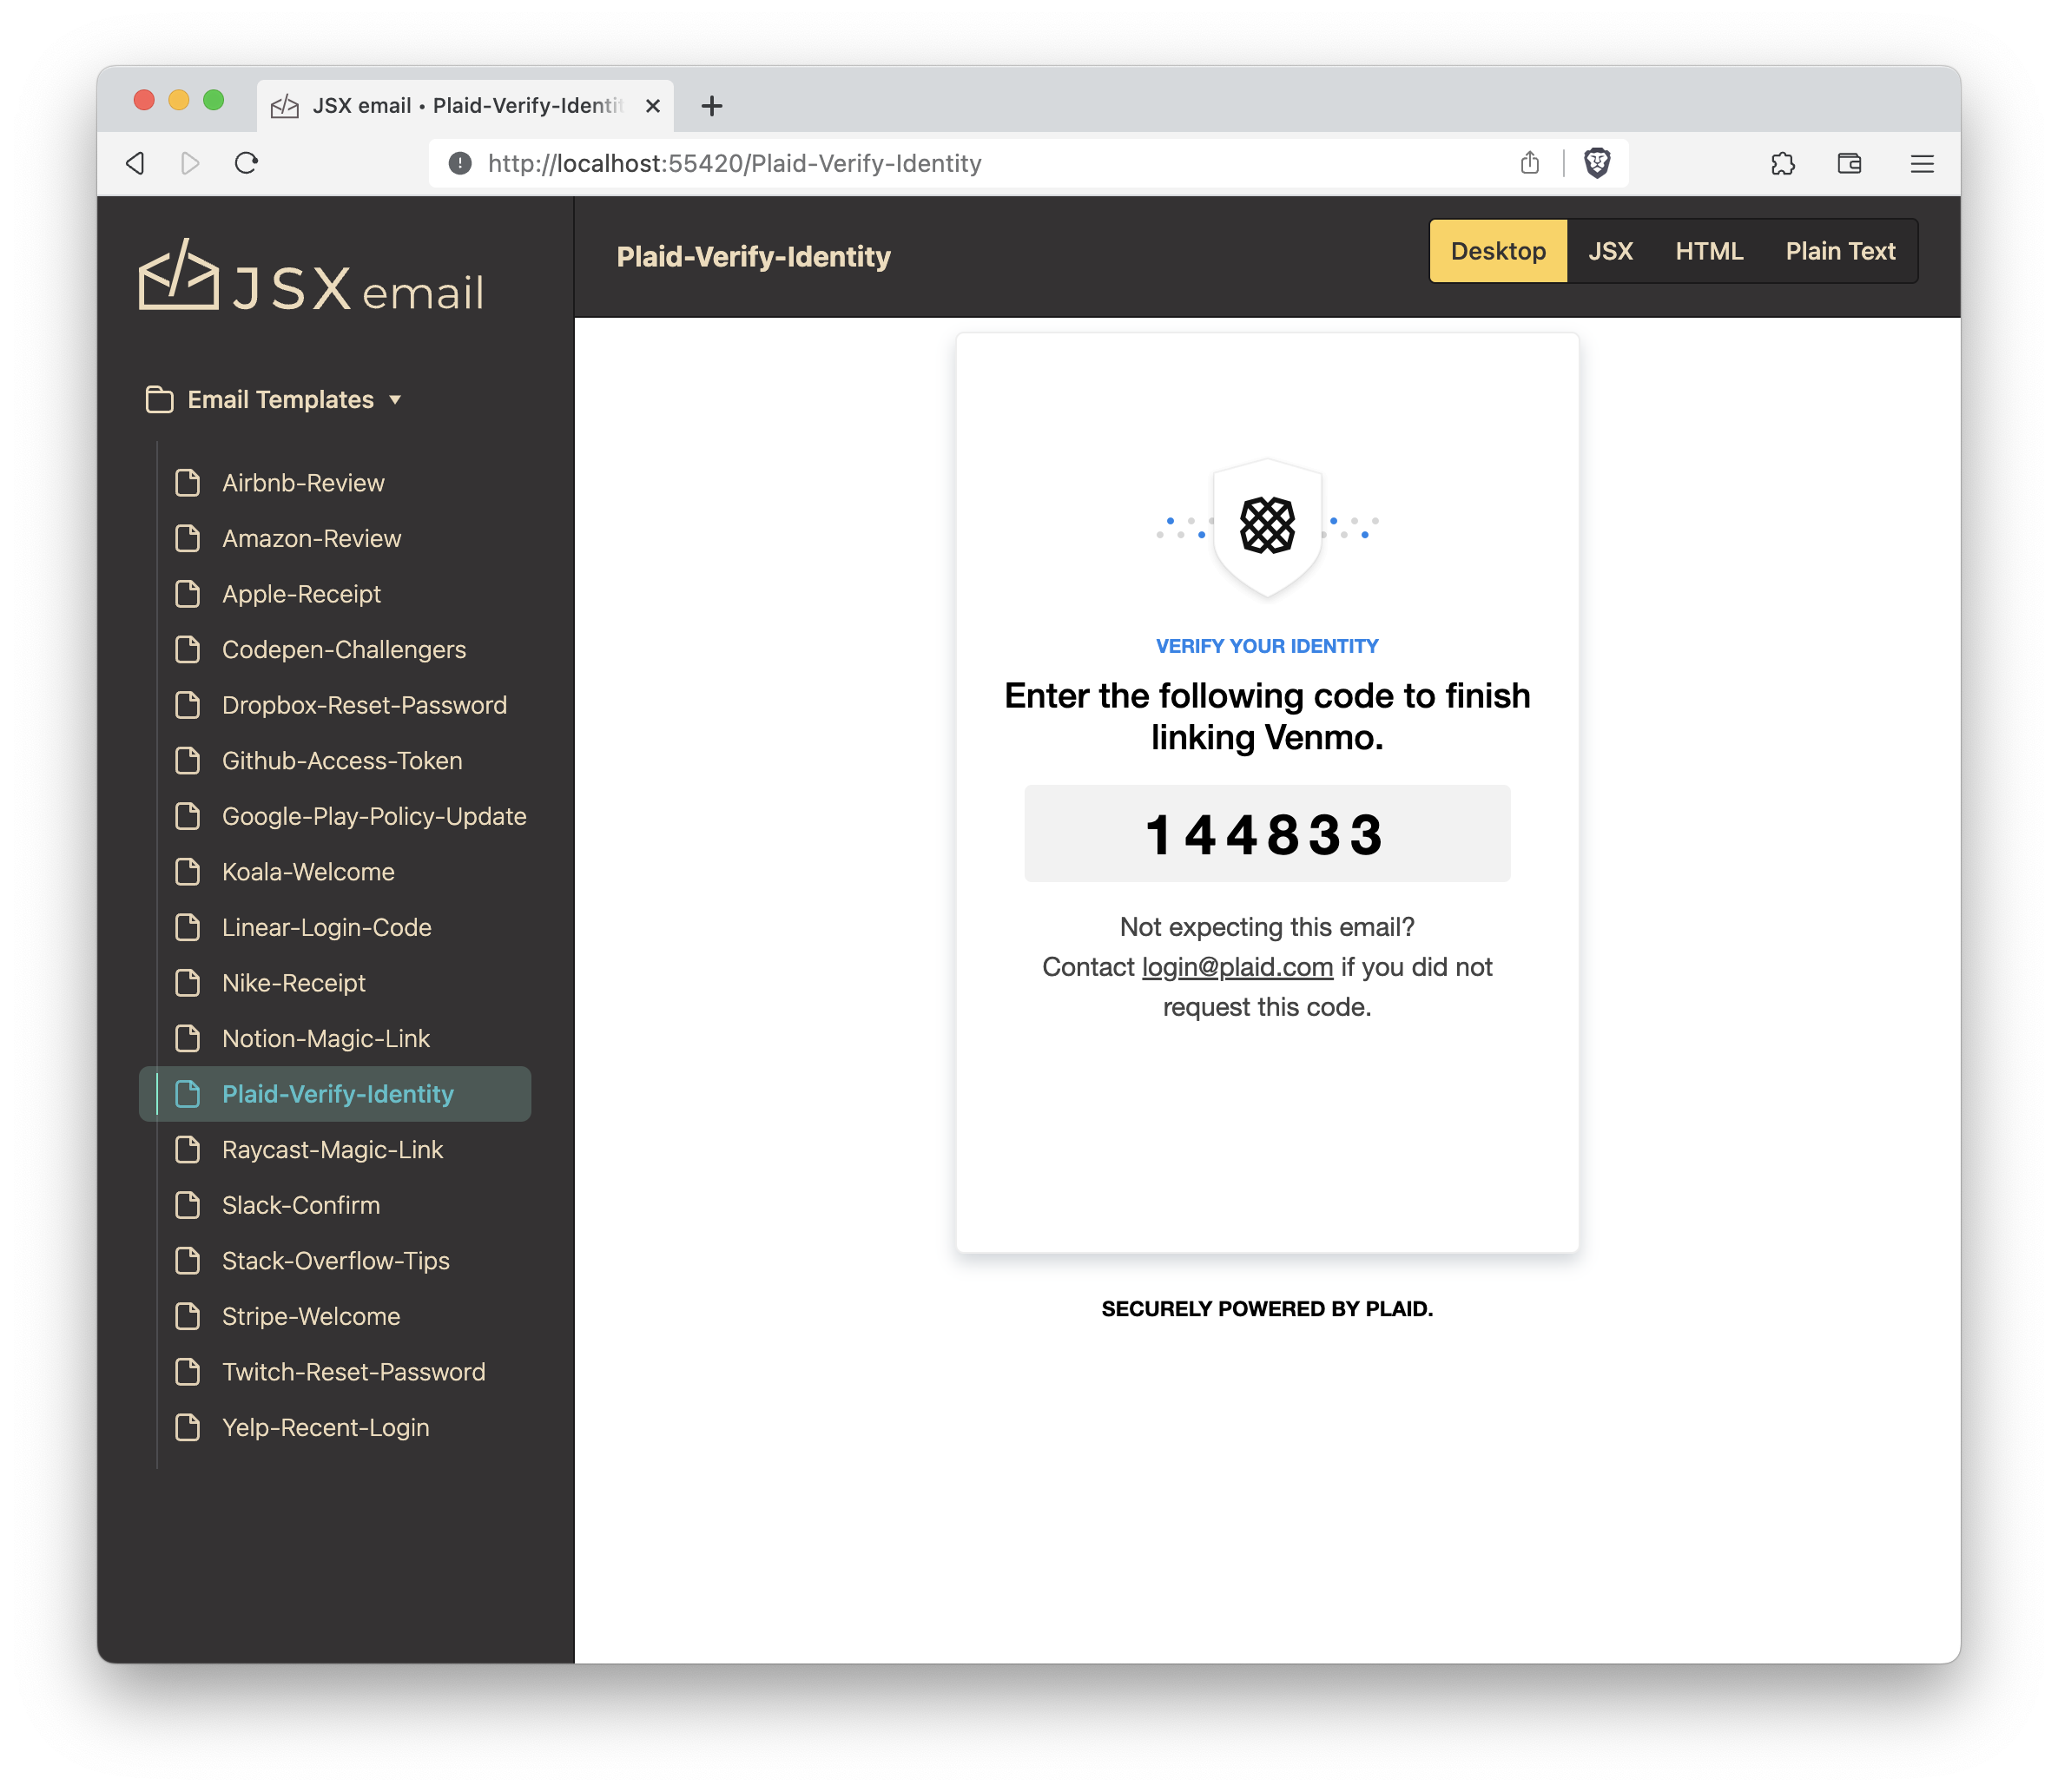 JSX email • Plaid-Verify-Identit
http://localhost:55420/Plaid-Verify-Identity
JSX email
Plaid-Verify-Identity
Desktop JSX HTML Plain Text
Email Templates
Airbnb-Review
Amazon-Review
Apple-Receipt
Codepen-Challengers
Dropbox-Reset-Password
Github-Access-Token
Google-Play-Policy-Update
Koala-Welcome
Linear-Login-Code
Nike-Receipt
Notion-Magic-Link
Plaid-Verify-Identity
Raycast-Magic-Link
Slack-Confirm
Stack-Overflow-Tips
Stripe-Welcome
Twitch-Reset-Password
Yelp-Recent-Login
VERIFY YOUR IDENTITY
Enter the following code to finish
linking Venmo.
144833
Not expecting this email?
Contact login@plaid.com if you did not
request this code.
SECURELY POWERED BY PLAID.